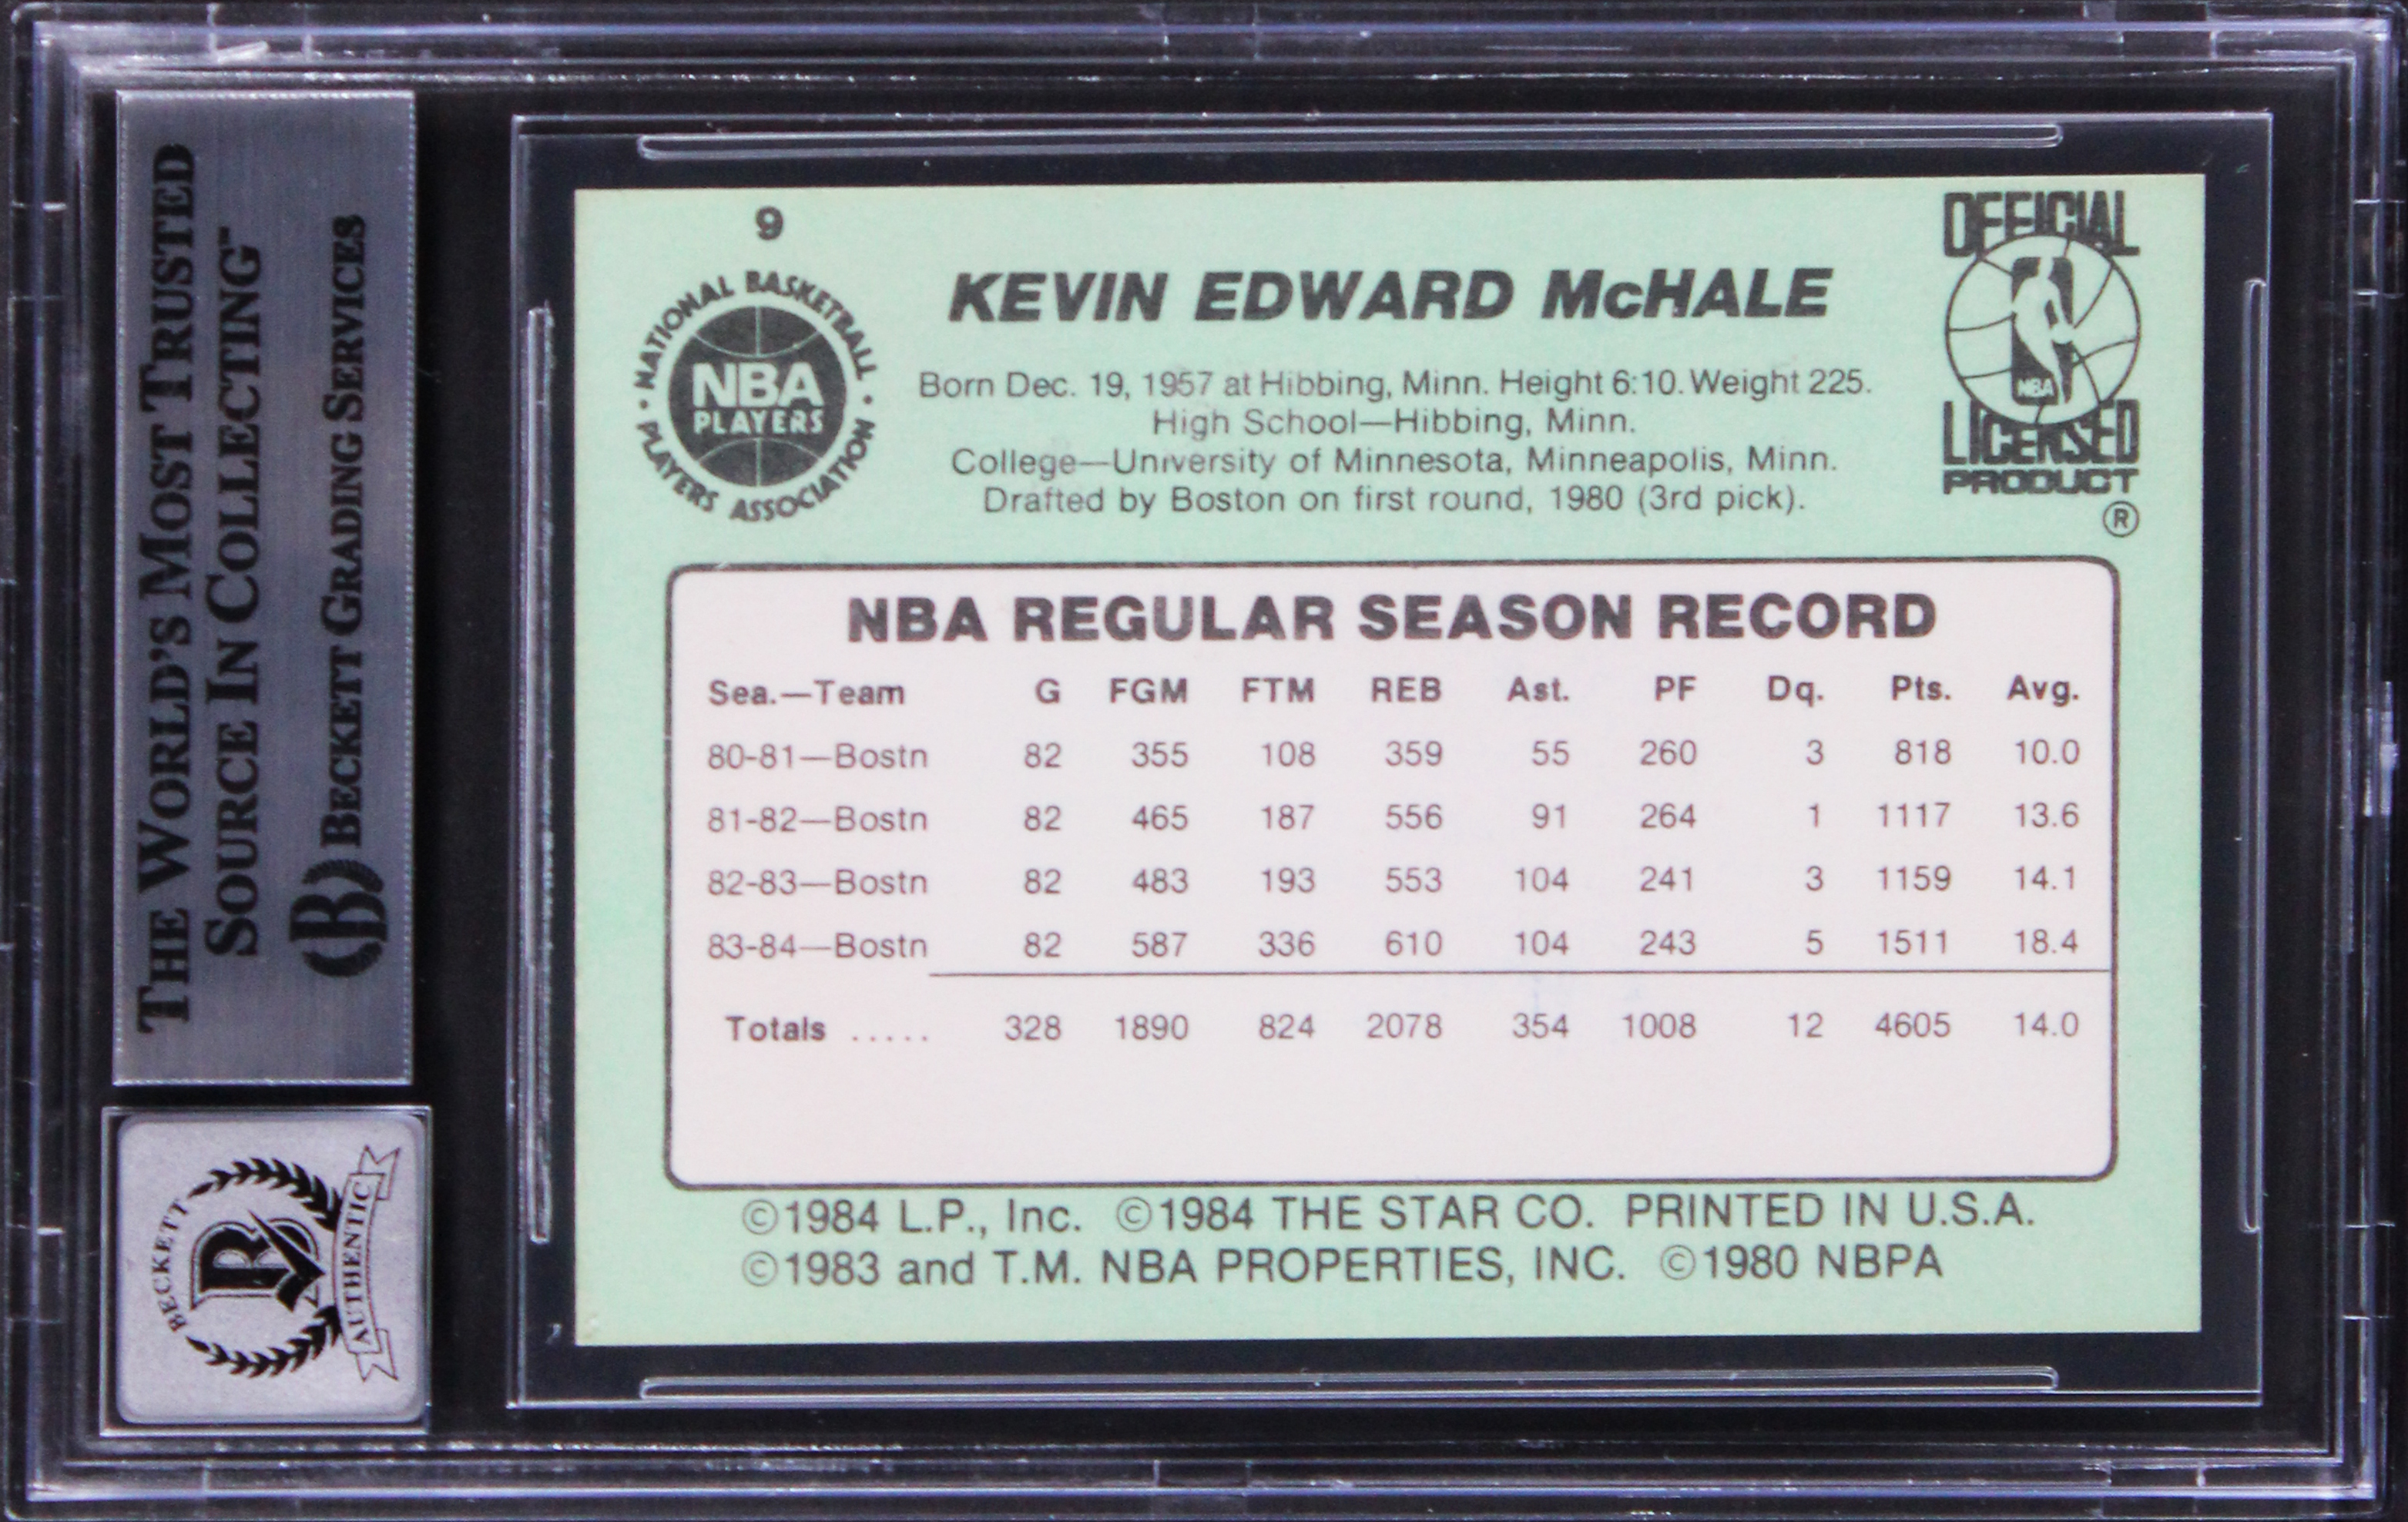 THE WORLD'S MOST TRUSTED
SOURCE IN COLLECTING™
BECKETT GRADING SERVICES
BECKETT
B
AUTHENTIC
9
NATIONAL BASKETBALL
NBA
PLAYERS
PLAYERS ASSOCIATION
KEVIN EDWARD McHALE
Born Dec. 19, 1957 at Hibbing, Minn. Height 6:10. Weight 225.
High School—Hibbing, Minn.
College—University of Minnesota, Minneapolis, Minn.
Drafted by Boston on first round, 1980 (3rd pick).
OFFICIAL
NBA
LICENSED
PRODUCT
®
NBA REGULAR SEASON RECORD
Sea.—Team G FGM FTM REB Ast. PF Dq. Pts. Avg.
80-81—Bostn 82 355 108 359 55 260 3 818 10.0
81-82—Bostn 82 465 187 556 91 264 1 1117 13.6
82-83—Bostn 82 483 193 553 104 241 3 1159 14.1
83-84—Bostn 82 587 336 610 104 243 5 1511 18.4
Totals ..... 328 1890 824 2078 354 1008 12 4605 14.0
©1984 L.P., Inc. ©1984 THE STAR CO. PRINTED IN U.S.A.
©1983 and T.M. NBA PROPERTIES, INC. ©1980 NBPA